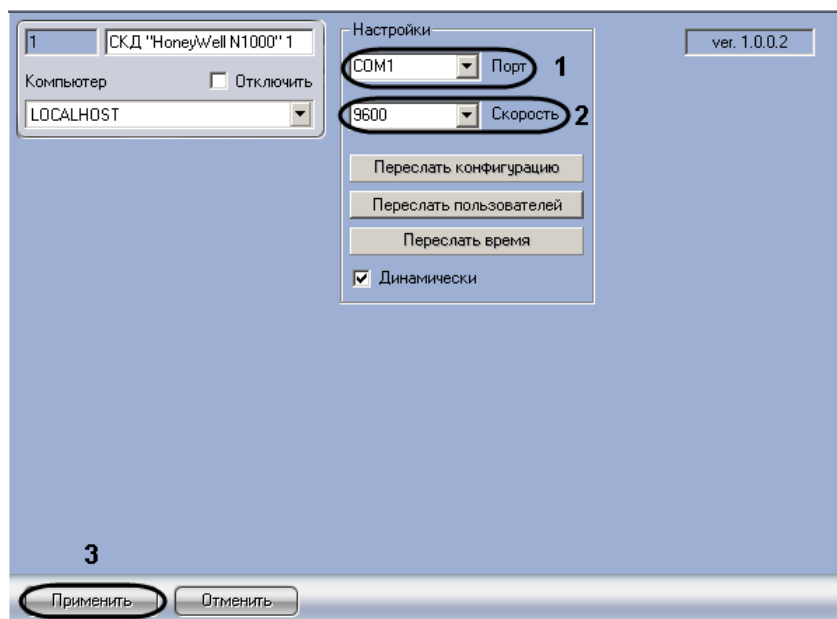 1
СКД "HoneyWell N1000" 1
Компьютер
Отключить
LOCALHOST
Настройки
COM1
Порт
1
9600
Скорость
2
Переслать конфигурацию
Переслать пользователей
Переслать время
Динамически
ver. 1.0.0.2
3
Применить
Отменить